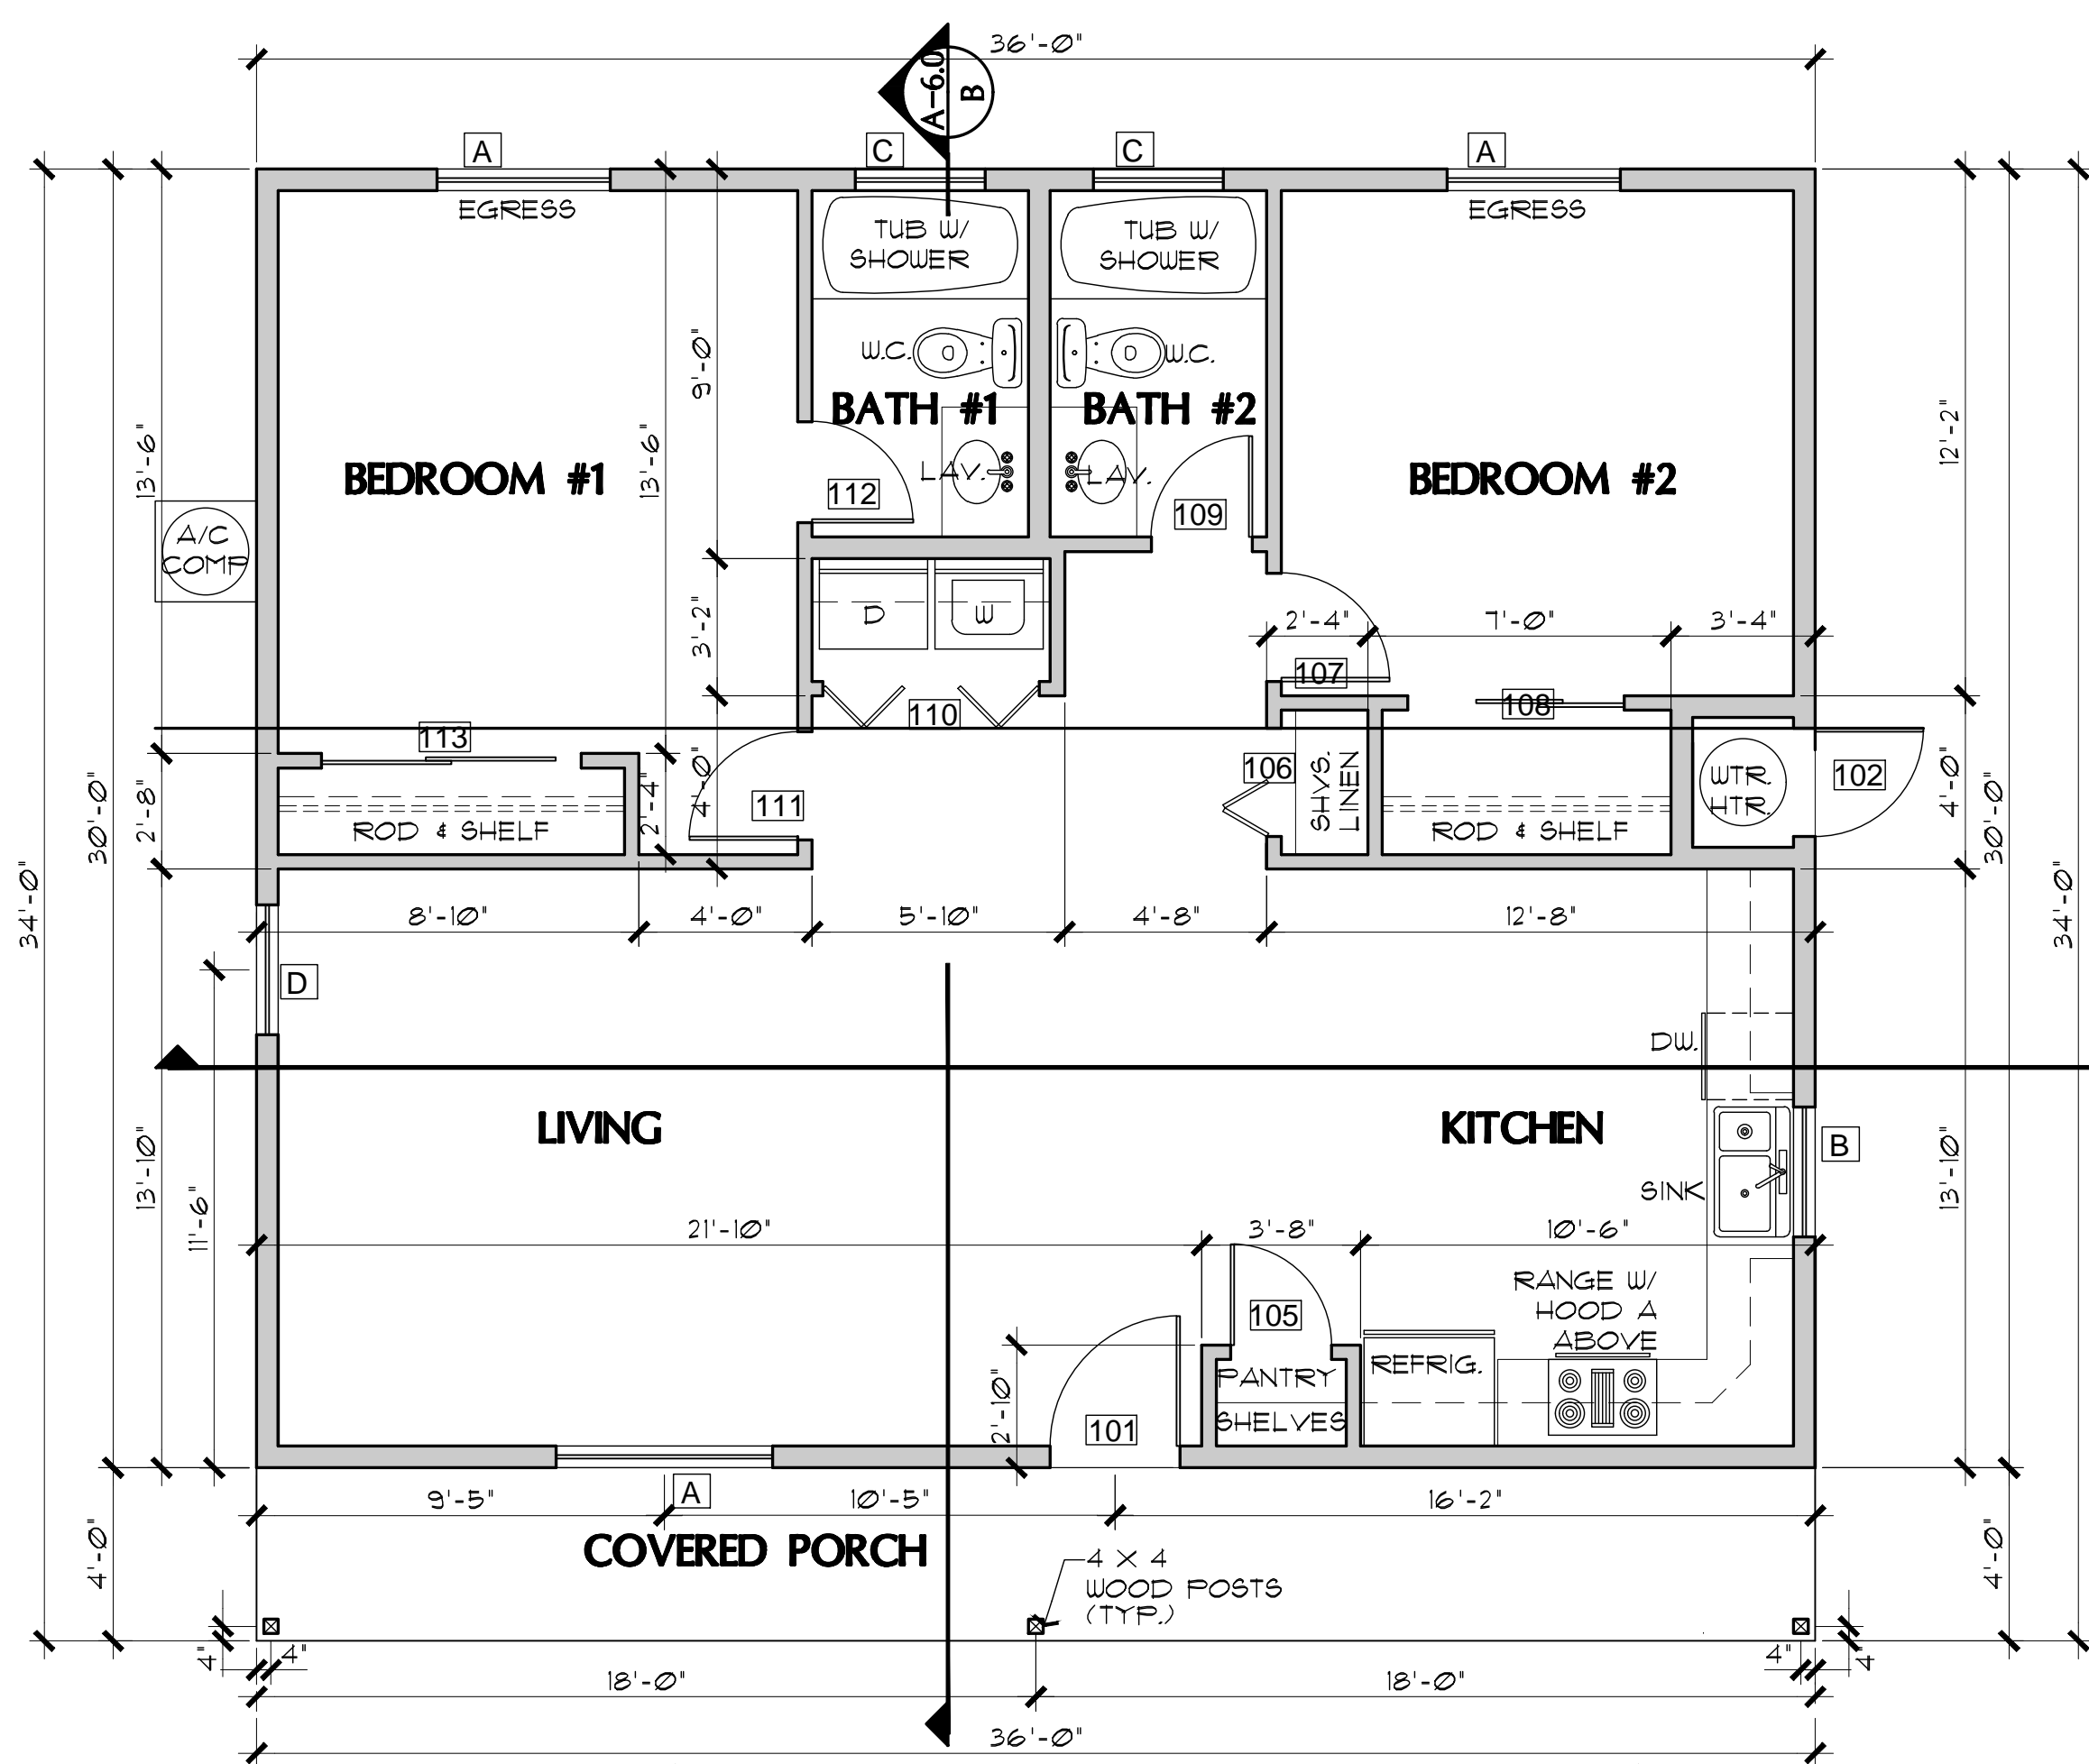 36'-0"
A-6.0
B
A
C
C
A
EGRESS
EGRESS
TUB W/
SHOWER
TUB W/
SHOWER
W.C.
W.C.
BATH #1
BATH #2
9'-0"
13'-6"
13'-6"
12'-2"
BEDROOM #1
BEDROOM #2
LAV.
LAV.
112
109
A/C
COMP
D
W
3'-2"
2'-4"
7'-0"
3'-4"
107
108
110
113
106
SHVS.
LINEN
WTR.
HTR.
102
111
4'-0"
2'-4"
2'-8"
4'-0"
30'-0"
30'-0"
34'-0"
34'-0"
ROD & SHELF
ROD & SHELF
8'-10"
4'-0"
5'-10"
4'-8"
12'-8"
D
DW.
LIVING
KITCHEN
B
13'-10"
13'-10"
11'-6"
SINK
21'-10"
3'-8"
10'-6"
RANGE W/
HOOD A
ABOVE
105
REFRIG.
PANTRY
SHELVES
2'-10"
101
9'-5"
A
10'-5"
16'-2"
COVERED PORCH
4'-0"
4'-0"
4 X 4
WOOD POSTS
(TYP.)
4"
4"
4"
4"
18'-0"
18'-0"
36'-0"